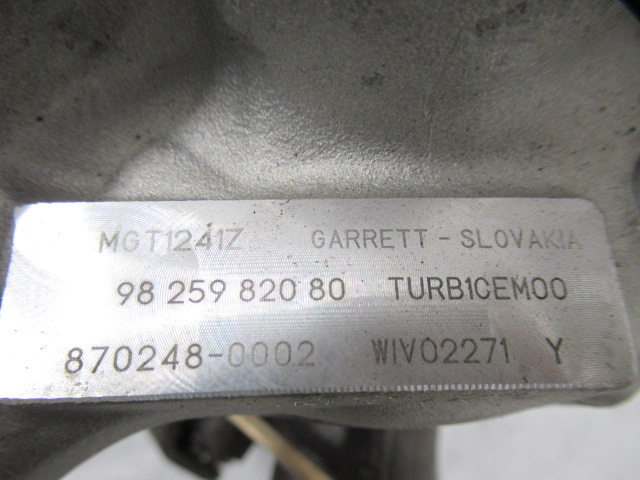 MGT1241Z GARRETT - SLOVAKIA
98 259 820 80 TURB1CEM00
870248-0002 WIV02271 Y